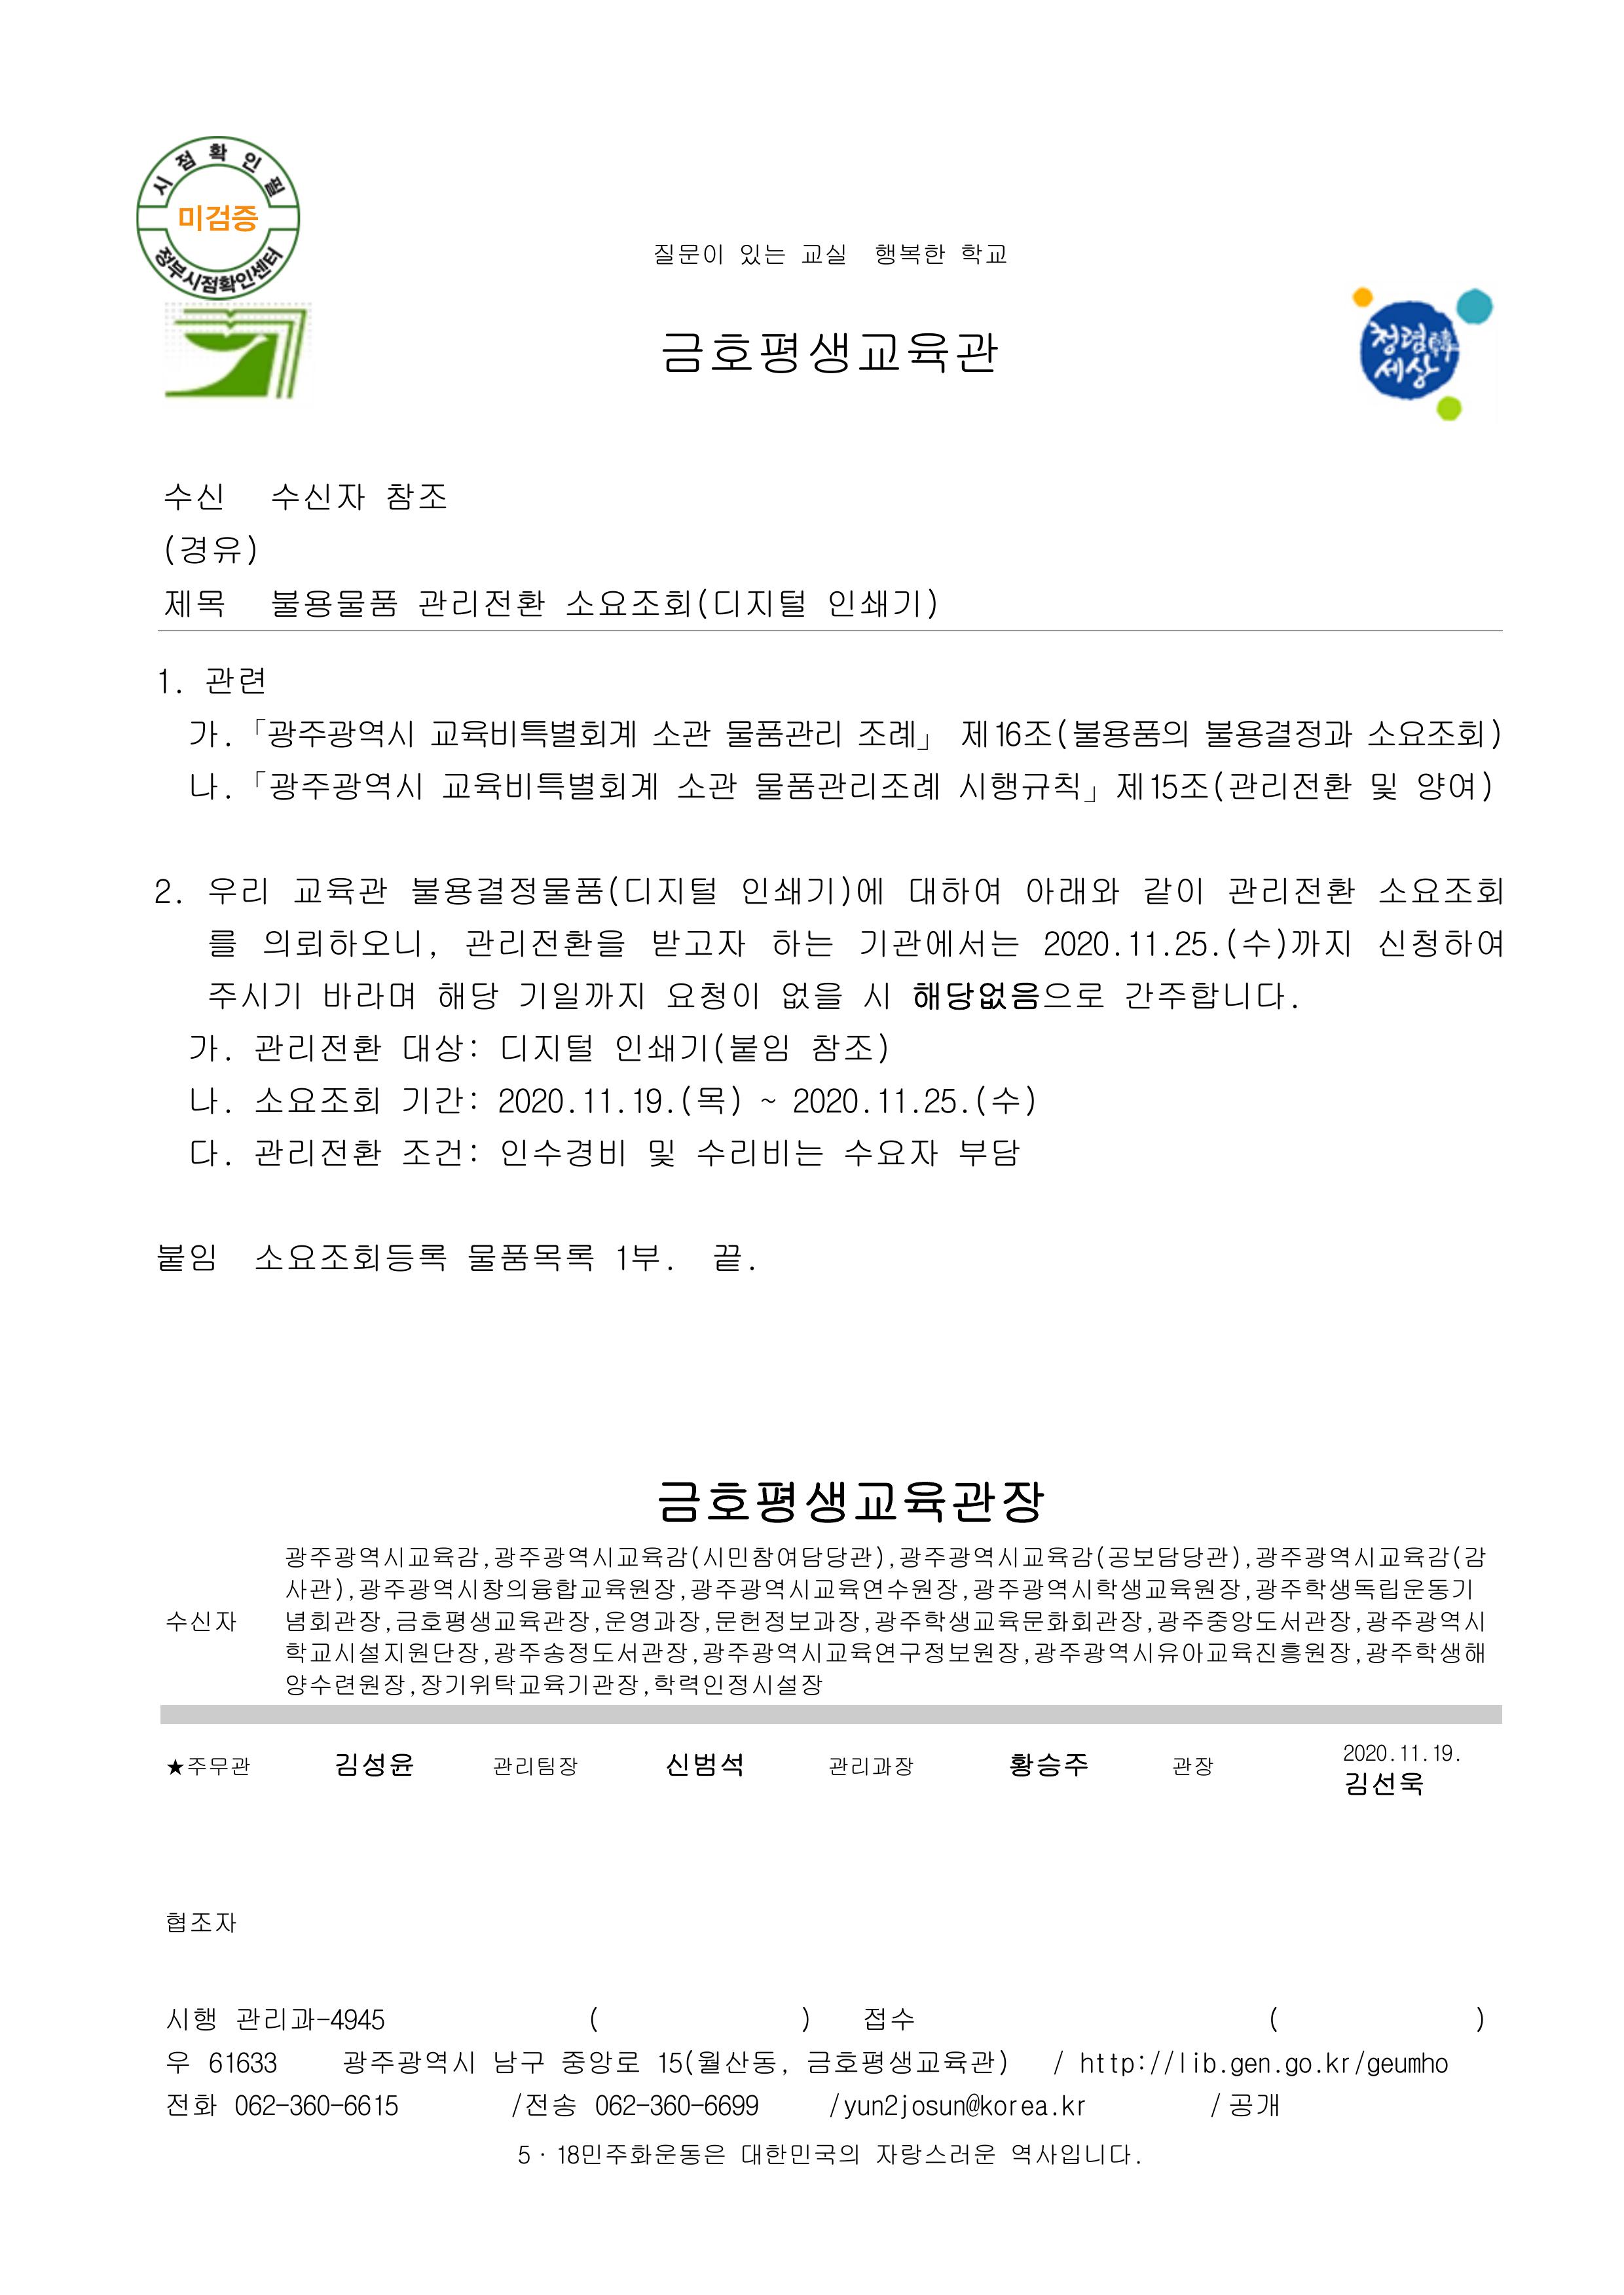 시 점 확 인 필
미검증
정부시점확인센터
질문이 있는 교실  행복한 학교
금호평생교육관
청렴韓
세상
수신  수신자 참조
(경유)
제목  불용물품 관리전환 소요조회(디지털 인쇄기)
1. 관련
가.「광주광역시 교육비특별회계 소관 물품관리 조례」 제16조(불용품의 불용결정과 소요조회)
나.「광주광역시 교육비특별회계 소관 물품관리조례 시행규칙」제15조(관리전환 및 양여)
2. 우리 교육관 불용결정물품(디지털 인쇄기)에 대하여 아래와 같이 관리전환 소요조회
를 의뢰하오니, 관리전환을 받고자 하는 기관에서는 2020.11.25.(수)까지 신청하여
주시기 바라며 해당 기일까지 요청이 없을 시 해당없음으로 간주합니다.
가. 관리전환 대상: 디지털 인쇄기(붙임 참조)
나. 소요조회 기간: 2020.11.19.(목) ~ 2020.11.25.(수)
다. 관리전환 조건: 인수경비 및 수리비는 수요자 부담
붙임  소요조회등록 물품목록 1부.  끝.
금호평생교육관장
광주광역시교육감,광주광역시교육감(시민참여담당관),광주광역시교육감(공보담당관),광주광역시교육감(감
사관),광주광역시창의융합교육원장,광주광역시교육연수원장,광주광역시학생교육원장,광주학생독립운동기
수신자 념회관장,금호평생교육관장,운영과장,문헌정보과장,광주학생교육문화회관장,광주중앙도서관장,광주광역시
학교시설지원단장,광주송정도서관장,광주광역시교육연구정보원장,광주광역시유아교육진흥원장,광주학생해
양수련원장,장기위탁교육기관장,학력인정시설장
★주무관 김성윤 관리팀장 신범석 관리과장 황승주 관장 2020.11.19.
김선욱
협조자
시행 관리과-4945 ( ) 접수 ( )
우 61633 광주광역시 남구 중앙로 15(월산동, 금호평생교육관) / http://lib.gen.go.kr/geumho
전화 062-360-6615 /전송 062-360-6699 /yun2josun@korea.kr / 공개
5·18민주화운동은 대한민국의 자랑스러운 역사입니다.